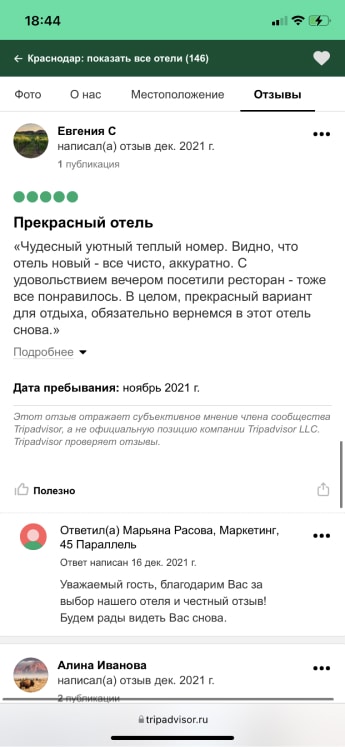 18:44
← Краснодар: показать все отели (146)
Фото О нас Местоположение Отзывы
Евгения С
написал(а) отзыв дек. 2021 г.
1 публикация
Прекрасный отель
«Чудесный уютный теплый номер. Видно, что
отель новый - все чисто, аккуратно. С
удовольствием вечером посетили ресторан - тоже
все понравилось. В целом, прекрасный вариант
для отдыха, обязательно вернемся в этот отель
снова.»
Подробнее
Дата пребывания: ноябрь 2021 г.
Этот отзыв отражает субъективное мнение члена сообщества
Tripadvisor, а не официальную позицию компании Tripadvisor LLC.
Tripadvisor проверяет отзывы.
Полезно
Ответил(а) Марьяна Расова, Маркетинг,
45 Параллель
Ответ написан 16 дек. 2021 г.
Уважаемый гость, благодарим Вас за
выбор нашего отеля и честный отзыв!
Будем рады видеть Вас снова.
Алина Иванова
написал(а) отзыв дек. 2021 г.
2 публикации
tripadvisor.ru